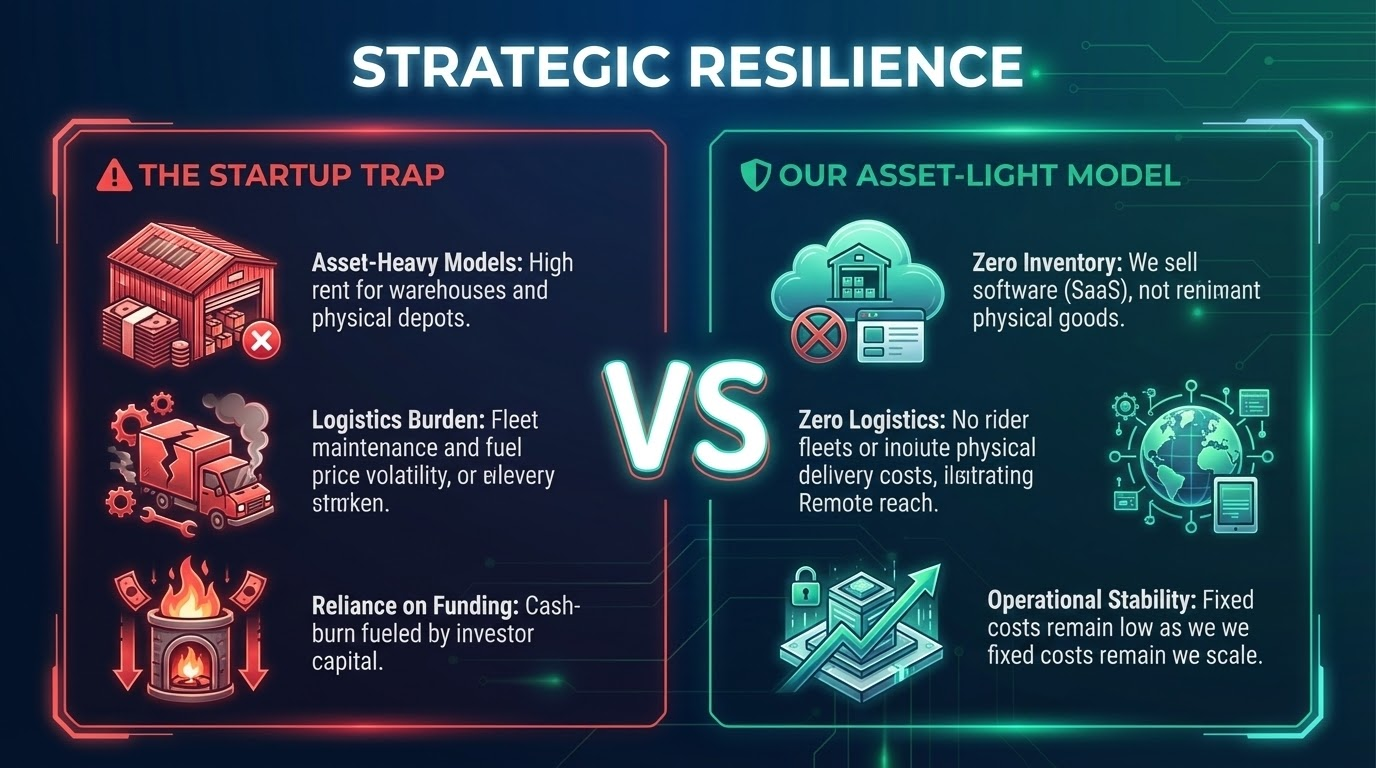 STRATEGIC RESILIENCE
THE STARTUP TRAP
Asset-Heavy Models: High
rent for warehouses and
physical depots.
Logistics Burden: Fleet
maintenance and fuel
price volatility, or
Reliance on Funding: Cash-
burn fueled by investor
capital.
VS
OUR ASSET-LIGHT MODEL
Zero Inventory: We sell
software (SaaS), not
physical goods.
Zero Logistics: No rider
fleets or physical
delivery costs,
Remote reach.
Operational Stability: Fixed
costs remain low as we we
fixed costs remain we scale.